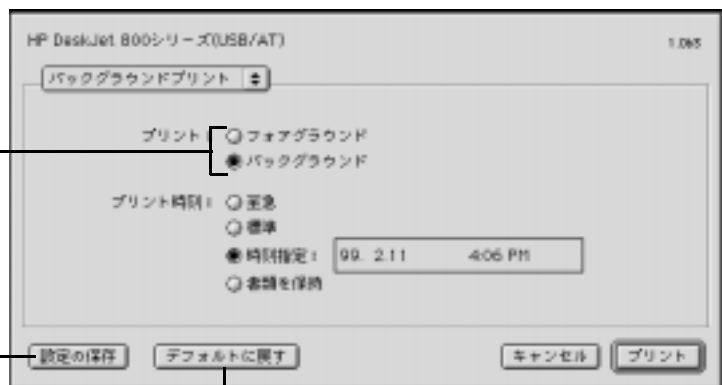 HP DeskJet 800シリーズ(USB/AT)
バックグラウンドプリント
プリント: フォアグラウンド
バックグラウンド
プリント時刻: 至急
標準
時刻指定: 99. 2.11 4:06 PM
書類を保持
設定の保存 デフォルトに戻す キャンセル プリント